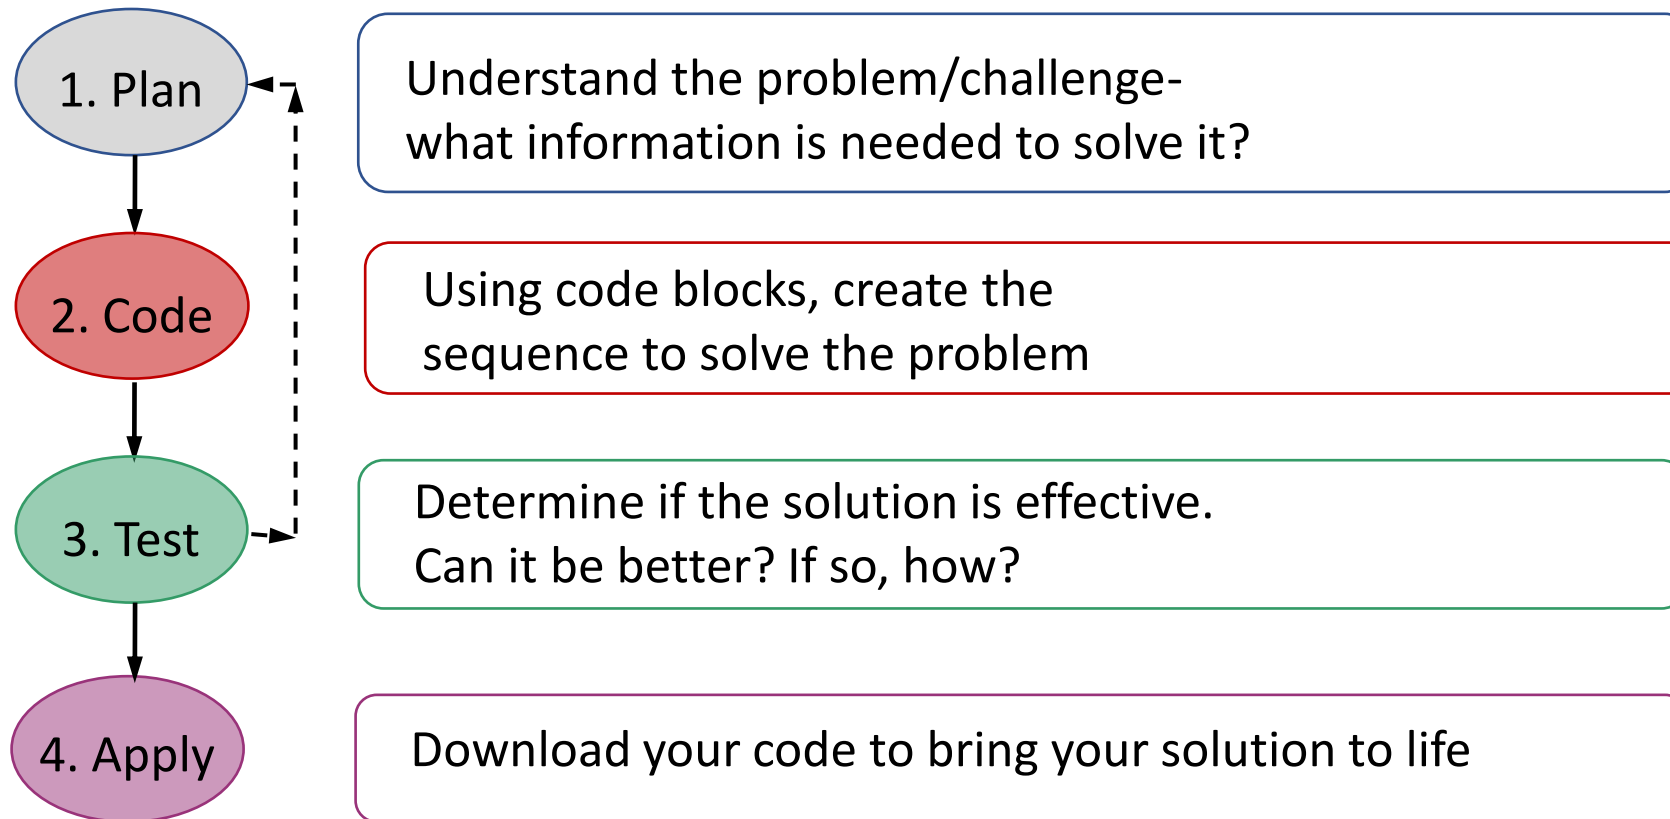 1. Plan
Understand the problem/challenge-
what information is needed to solve it?
2. Code
Using code blocks, create the
sequence to solve the problem
3. Test
Determine if the solution is effective.
Can it be better? If so, how?
4. Apply
Download your code to bring your solution to life